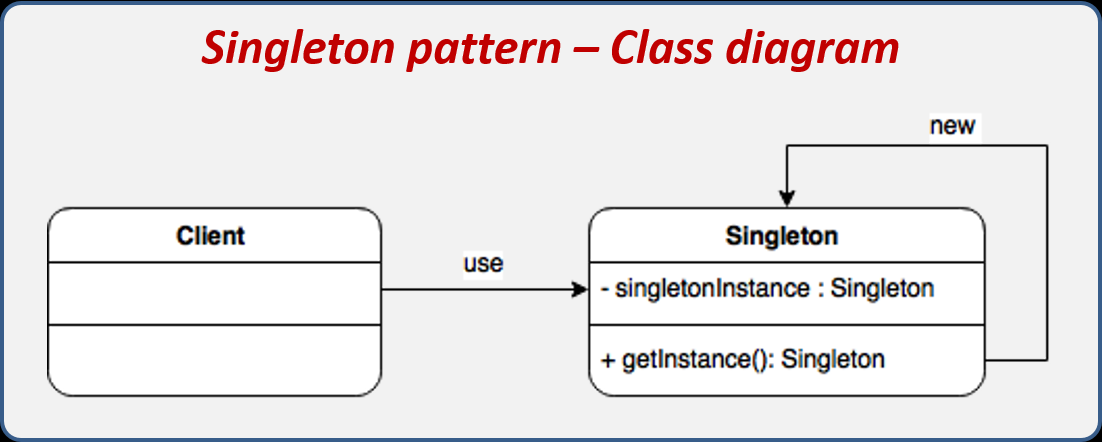 Singleton pattern – Class diagram
new
Client
use
Singleton
- singletonInstance : Singleton
+ getInstance(): Singleton